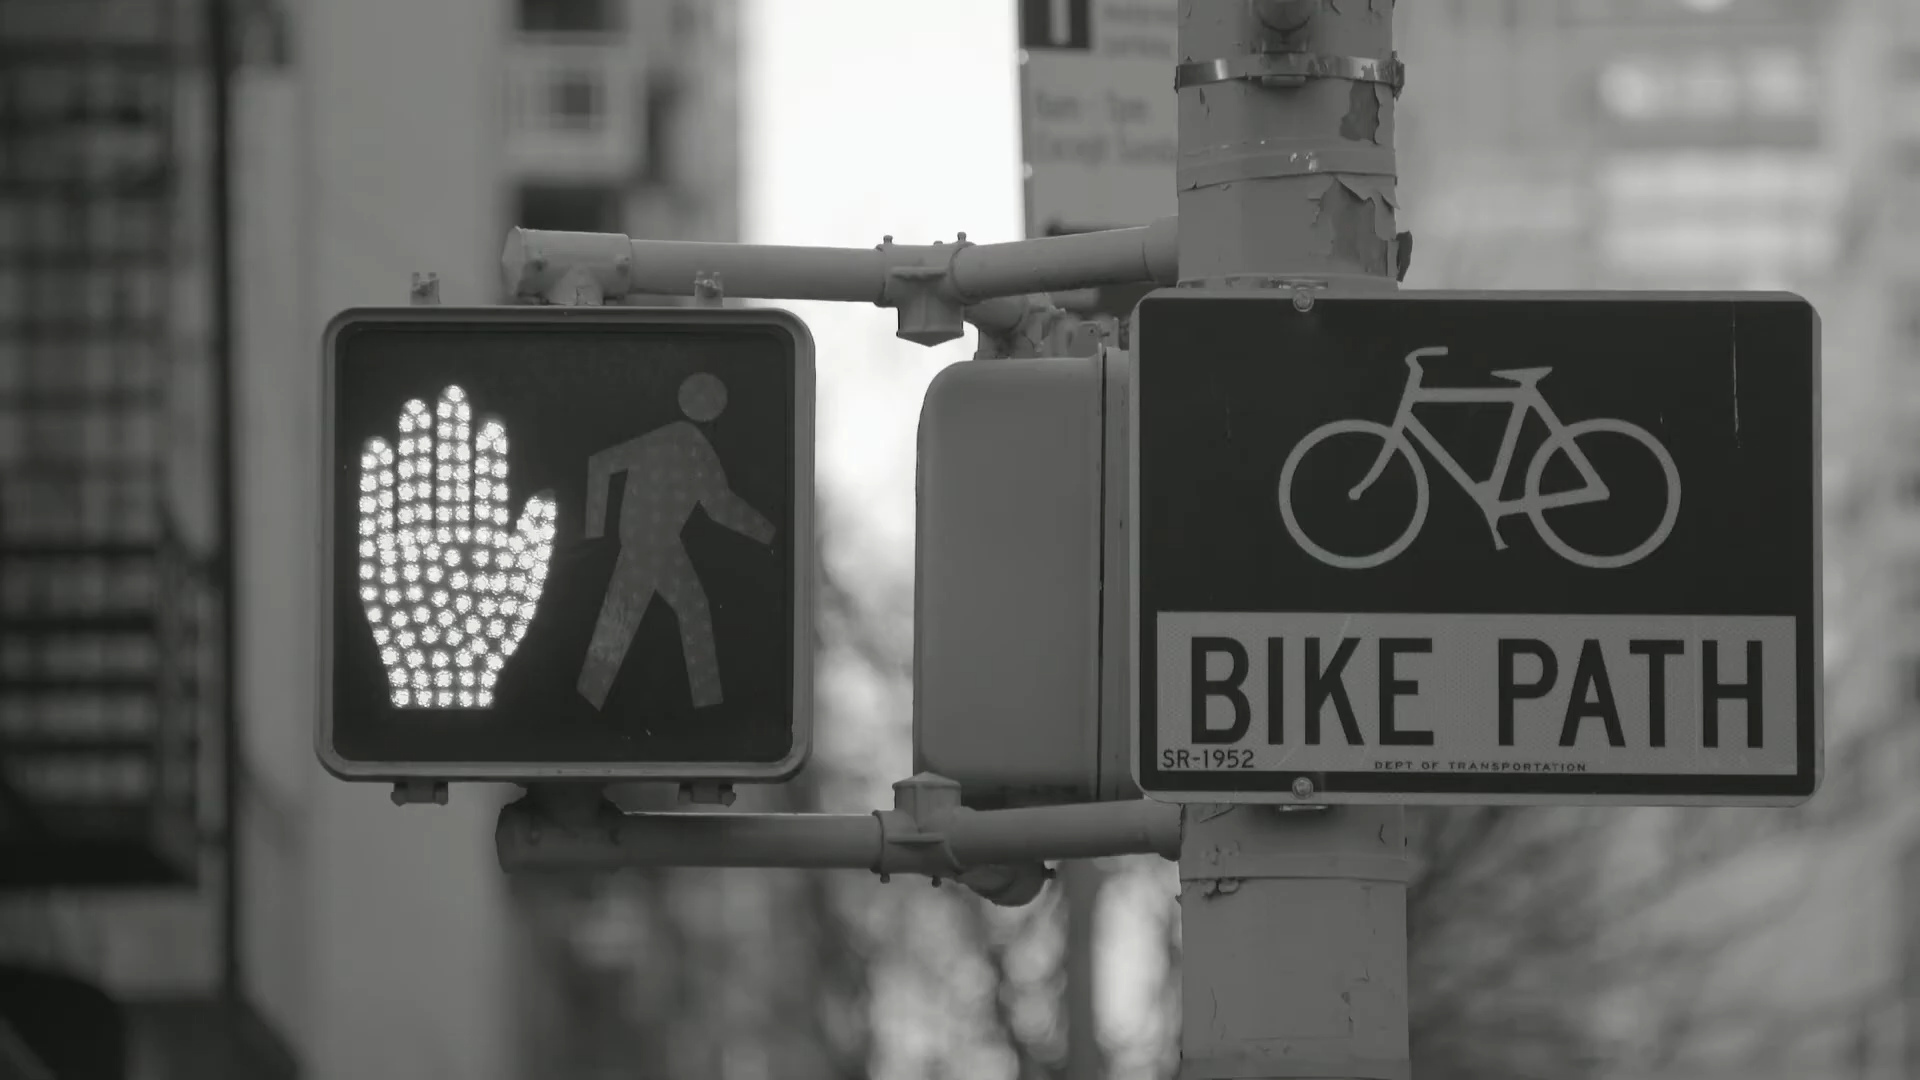 BIKE PATH
SR-1952
DEPT OF TRANSPORTATION